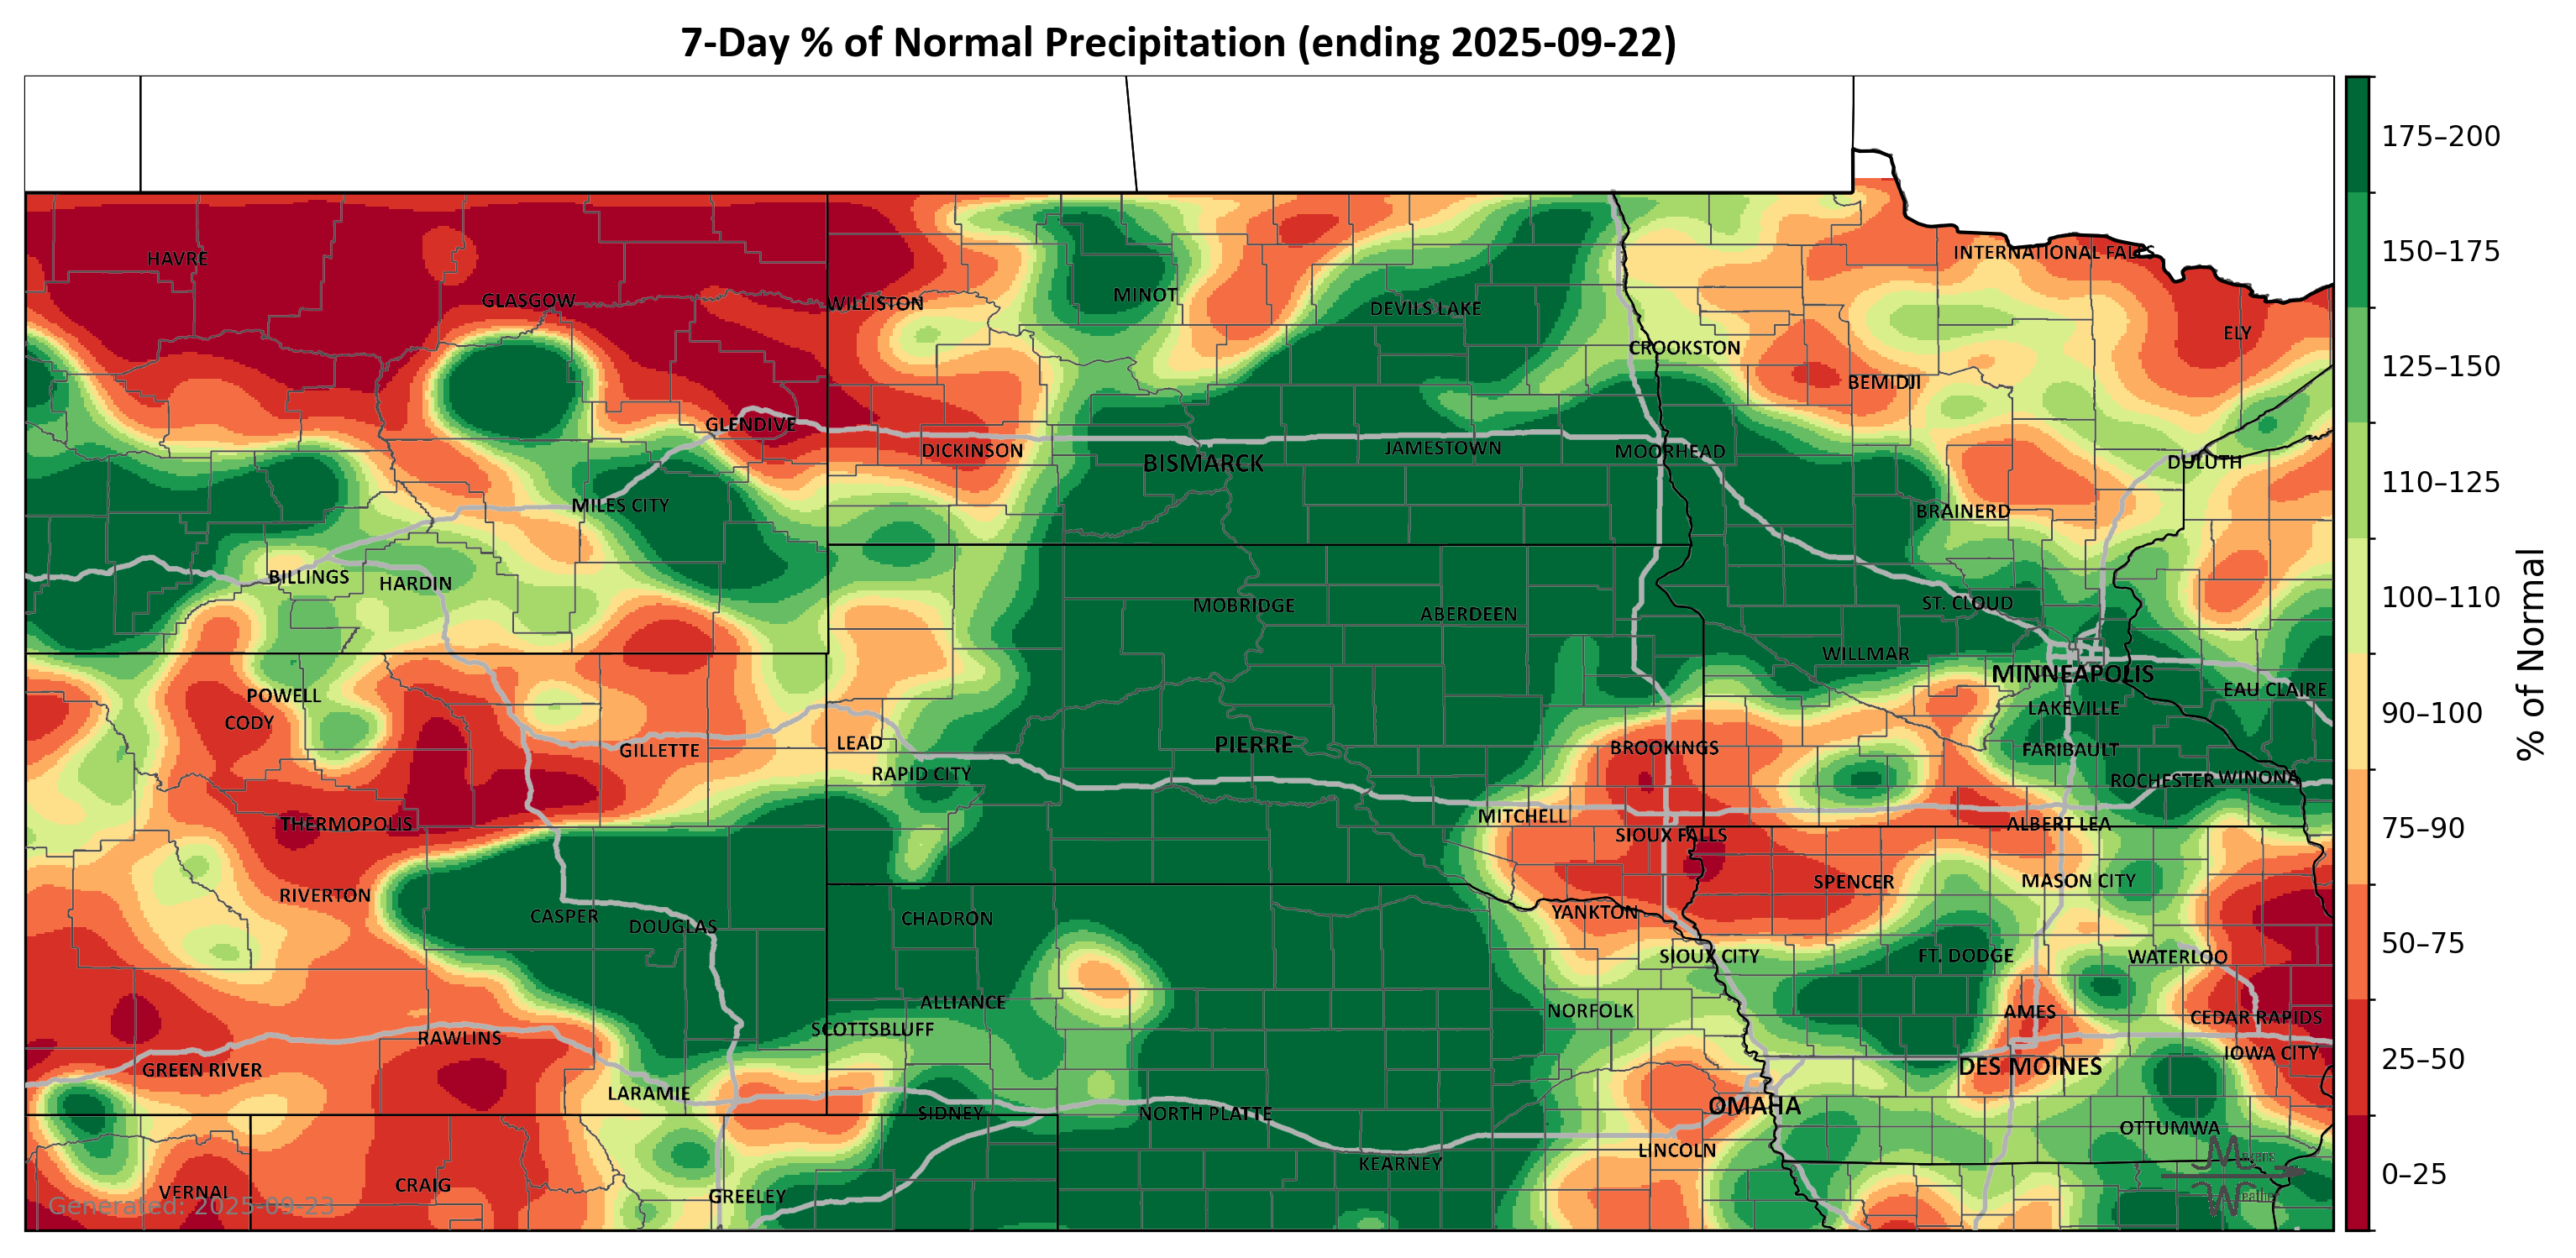 7-Day % of Normal Precipitation (ending 2025-09-22)
HAVRE
GLASGOW
WILLISTON
MINOT
DEVILS LAKE
CROOKSTON
INTERNATIONAL FALLS
ELY
BEMIDJI
GLENDIVE
DICKINSON
BISMARCK
JAMESTOWN
MOORHEAD
DULUTH
MILES CITY
BRAINERD
BILLINGS
HARDIN
MOBRIDGE
ABERDEEN
ST. CLOUD
WILLMAR
MINNEAPOLIS
POWELL
EAU CLAIRE
CODY
LAKEVILLE
GILLETTE
LEAD
PIERRE
BROOKINGS
FARIBAULT
RAPID CITY
ROCHESTER
WINONA
THERMOPOLIS
MITCHELL
SIOUX FALLS
ALBERT LEA
RIVERTON
SPENCER
MASON CITY
CASPER
DOUGLAS
CHADRON
YANKTON
SIOUX CITY
FT. DODGE
WATERLOO
ALLIANCE
NORFOLK
AMES
CEDAR RAPIDS
SCOTTSBLUFF
RAWLINS
GREEN RIVER
DES MOINES
IOWA CITY
LARAMIE
SIDNEY
NORTH PLATTE
OMAHA
OTTUMWA
KEARNEY
LINCOLN
VERNAL
CRAIG
GREELEY
Generated: 2025-09-23
175–200
150–175
125–150
110–125
100–110
90–100
75–90
50–75
25–50
0–25
% of Normal